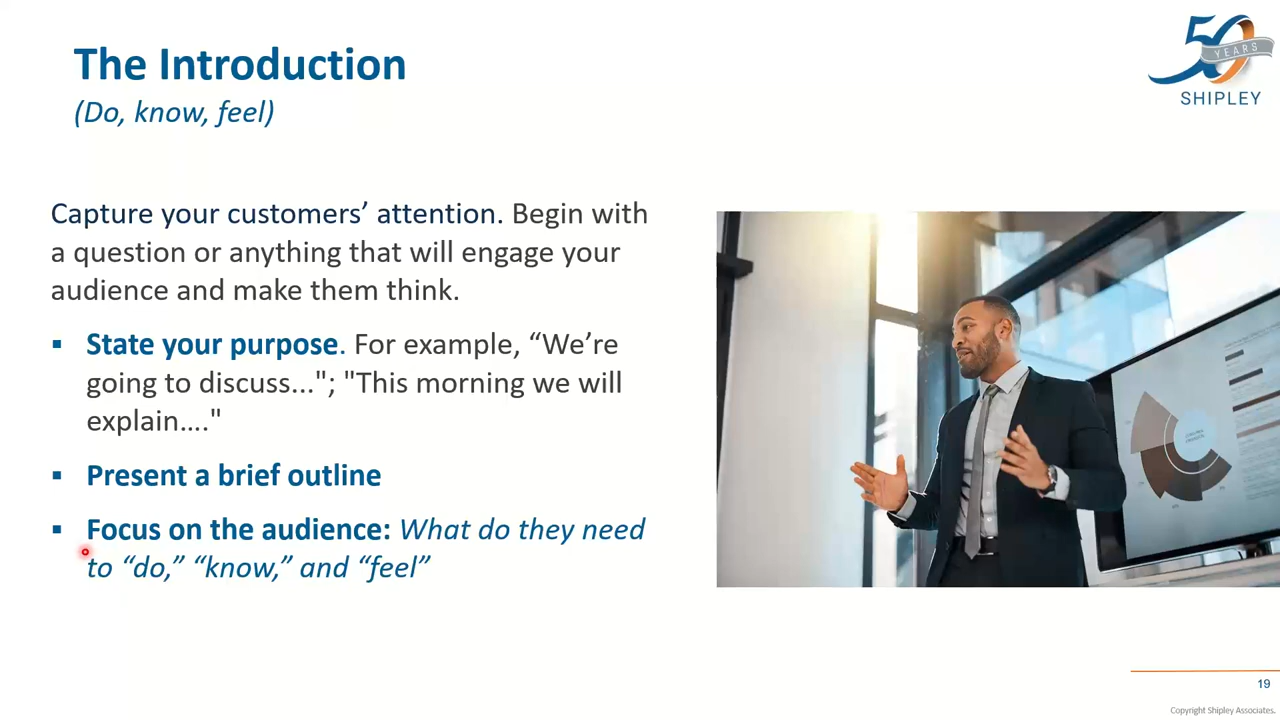 The Introduction
(Do, know, feel)
50
YEARS
SHIPLEY
Capture your customers’ attention. Begin with
a question or anything that will engage your
audience and make them think.
▪ State your purpose. For example, “We’re
going to discuss..."; "This morning we will
explain...."
▪ Present a brief outline
▪ Focus on the audience: What do they need
to “do,” “know,” and “feel”
19
Copyright Shipley Associates.